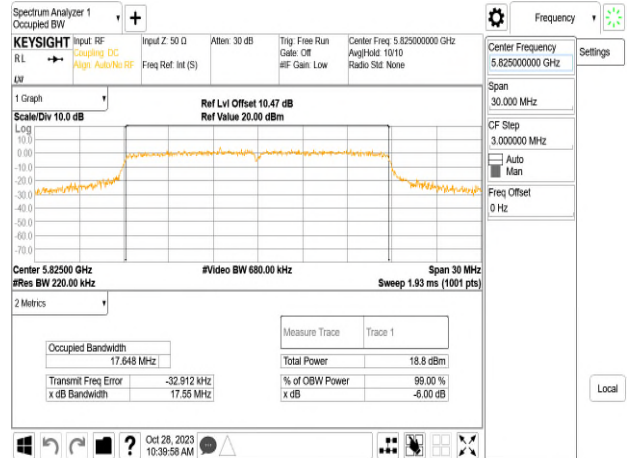 Spectrum Analyzer 1
Occupied BW
Frequency
KEYSIGHT
Input: RF
Coupling: DC
Align: Auto/No RF
Input Z: 50 Ω
Freq Ref: Int (S)
Atten: 30 dB
Trig: Free Run
Gate: Off
#IF Gain: Low
Center Freq: 5.825000000 GHz
Avg|Hold: 10/10
Radio Std: None
R L
LXI
Center Frequency
5.825000000 GHz
Settings
Span
30.000 MHz
CF Step
3.000000 MHz
Auto
Man
Freq Offset
0 Hz
1 Graph
Scale/Div 10.0 dB
Ref Lvl Offset 10.47 dB
Ref Value 20.00 dBm
Log
10.0
0.00
-10.0
-20.0
-30.0
-40.0
-50.0
-60.0
-70.0
Center 5.82500 GHz
#Video BW 680.00 kHz
Span 30 MHz
#Res BW 220.00 kHz
Sweep 1.93 ms (1001 pts)
2 Metrics
Measure Trace Trace 1
Occupied Bandwidth
17.648 MHz
Total Power 18.8 dBm
Transmit Freq Error -32.912 kHz
% of OBW Power 99.00 %
x dB Bandwidth 17.55 MHz
x dB -6.00 dB
Local
?
Oct 28, 2023
10:39:58 AM